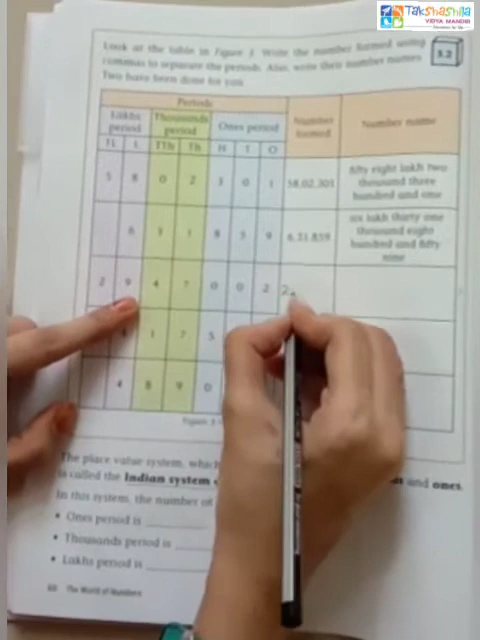 Takshashila
VIDYA MANDIR
Look at the table in Figure 3. Write the number formed using
commas to separate the periods. Also, write their number names.
Two have been done for you.
3.2
Periods
Lakhs period Thousands period Ones period Number formed Number name
TL L TTh Th H T O
5 8 0 2 3 0 1 58,02,301 fifty eight lakh two thousand three hundred and one
6 3 1 8 5 9 6,31,859 six lakh thirty one thousand eight hundred and fifty nine
2 9 4 7 0 0 2 2
1 7 5
4 8 9 0
Figure 3
The place value system, which
is called the Indian system and ones.
In this system, the number of
• Ones period is
• Thousands period is
• Lakhs period is
60 The World of Numbers